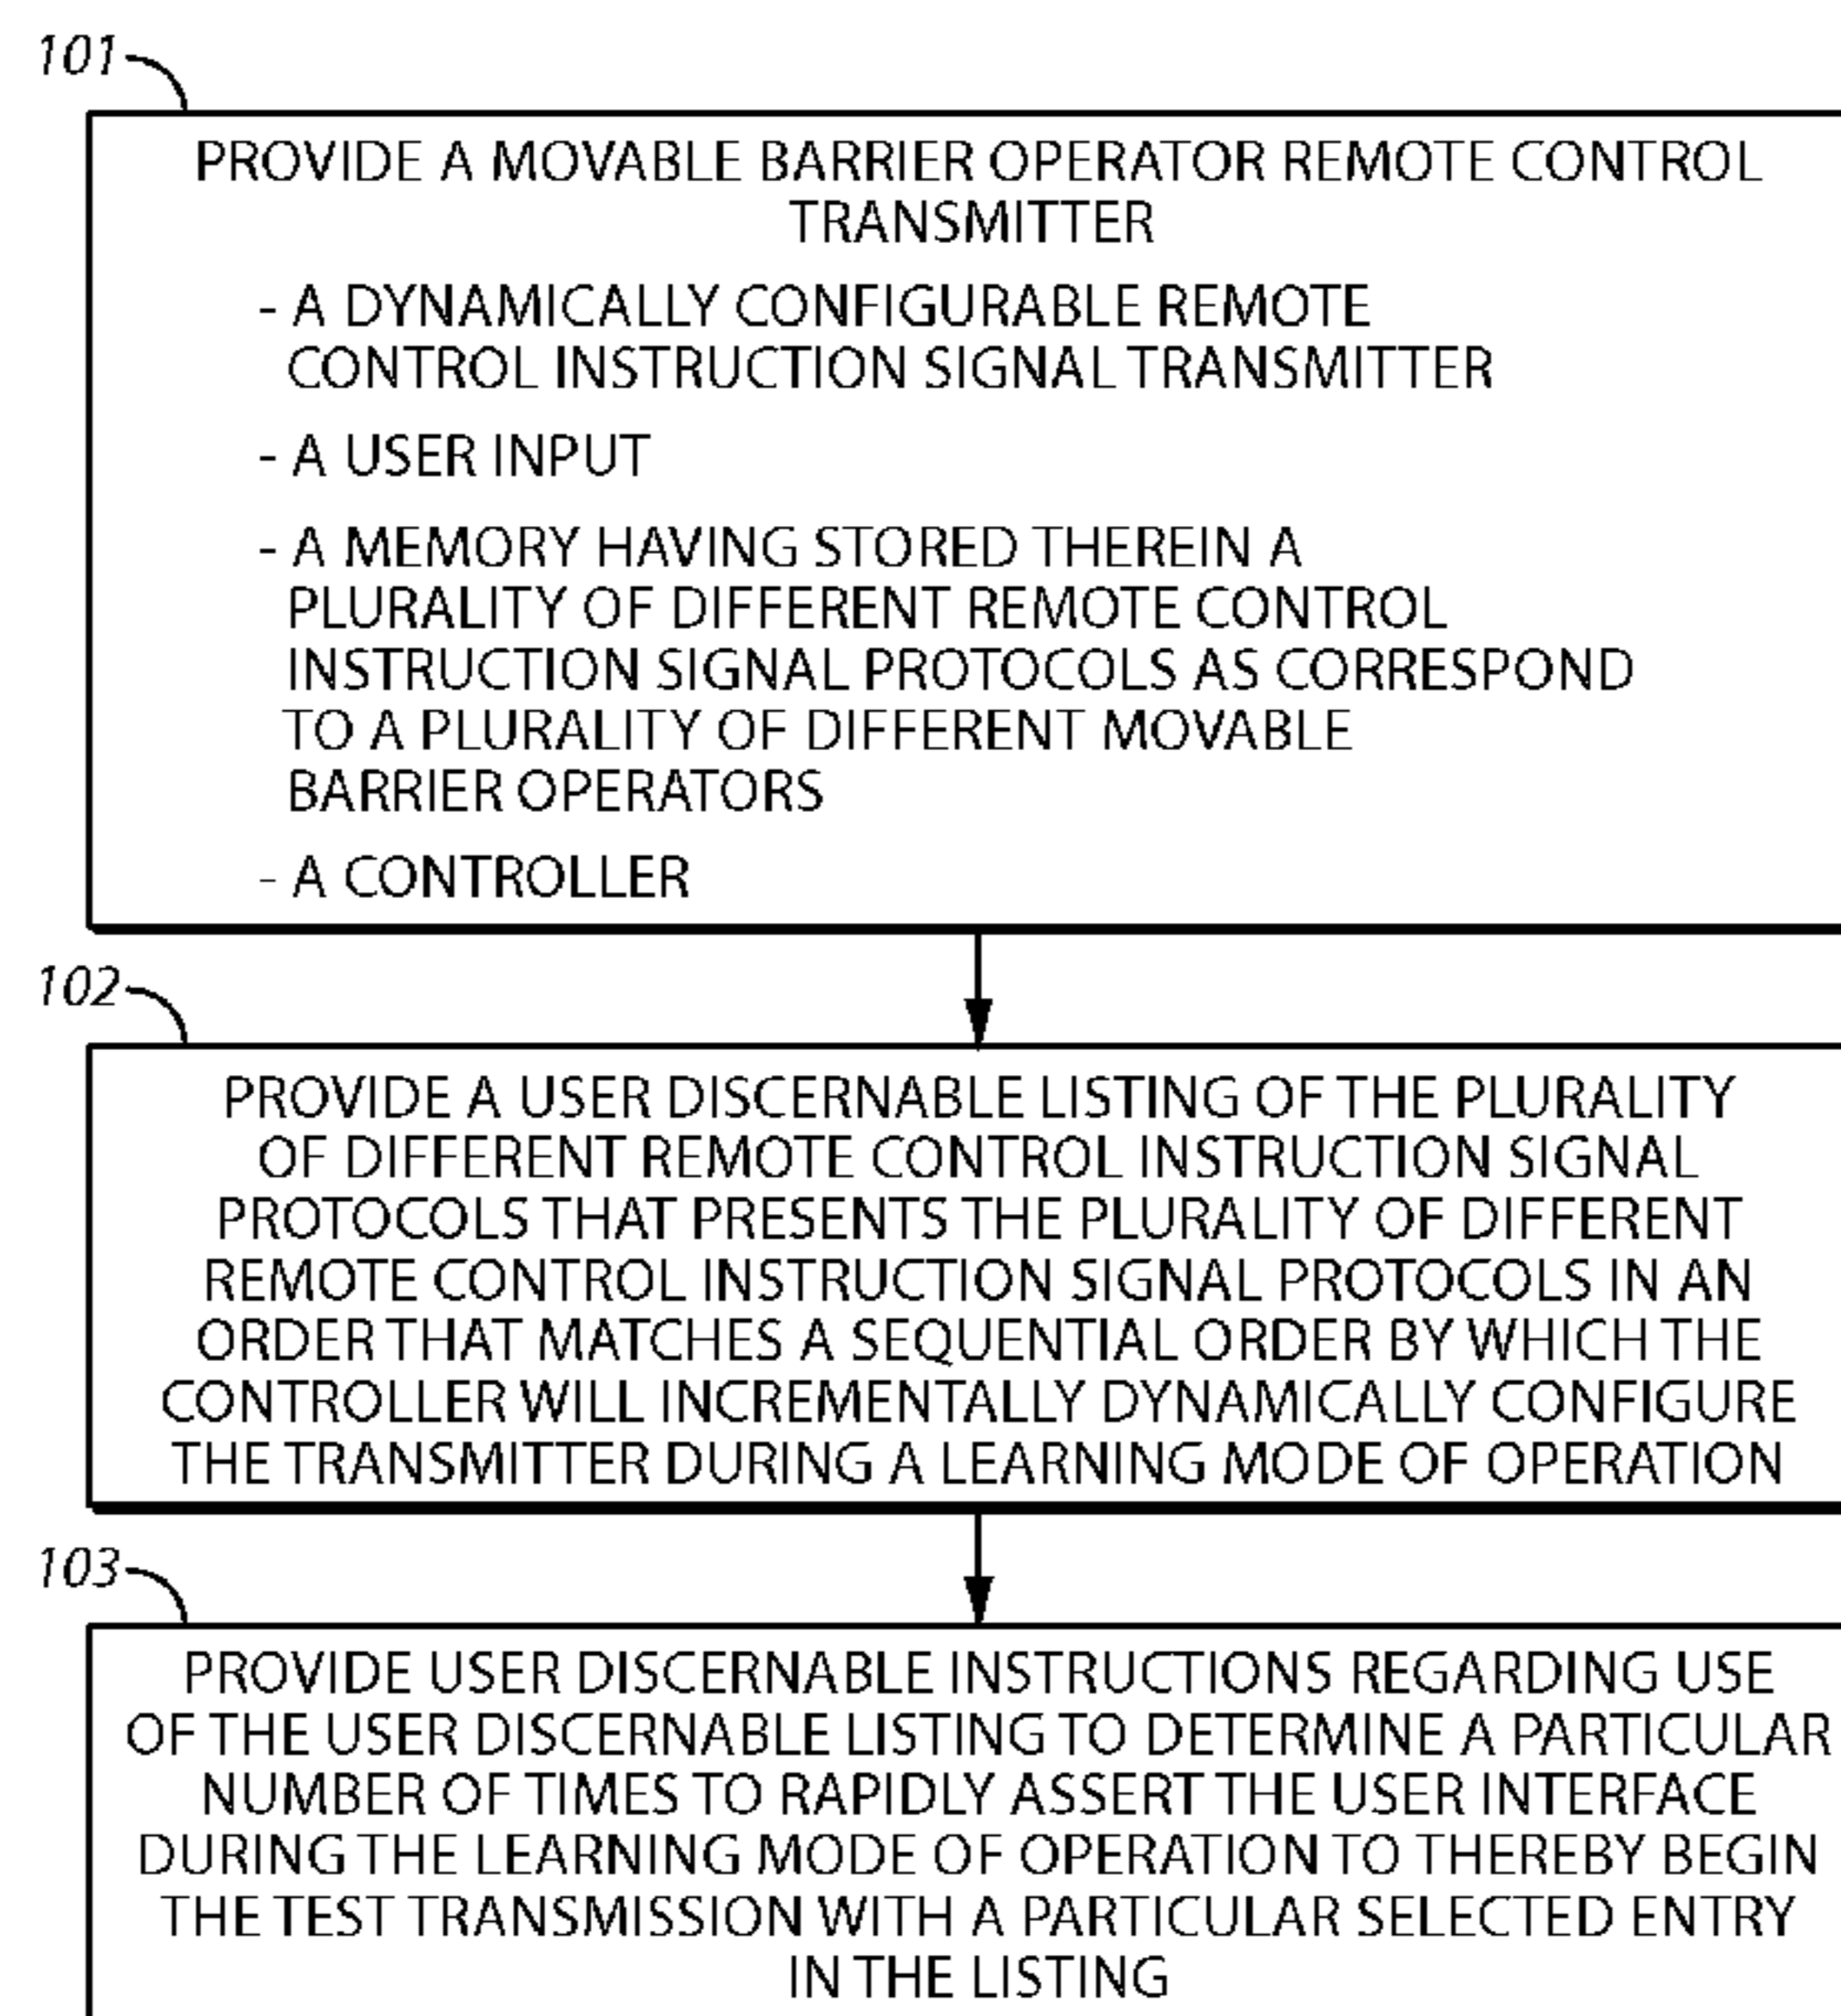 101
PROVIDE A MOVABLE BARRIER OPERATOR REMOTE CONTROL
TRANSMITTER
- A DYNAMICALLY CONFIGURABLE REMOTE
CONTROL INSTRUCTION SIGNAL TRANSMITTER
- A USER INPUT
- A MEMORY HAVING STORED THEREIN A
PLURALITY OF DIFFERENT REMOTE CONTROL
INSTRUCTION SIGNAL PROTOCOLS AS CORRESPOND
TO A PLURALITY OF DIFFERENT MOVABLE
BARRIER OPERATORS
- A CONTROLLER
102
PROVIDE A USER DISCERNABLE LISTING OF THE PLURALITY
OF DIFFERENT REMOTE CONTROL INSTRUCTION SIGNAL
PROTOCOLS THAT PRESENTS THE PLURALITY OF DIFFERENT
REMOTE CONTROL INSTRUCTION SIGNAL PROTOCOLS IN AN
ORDER THAT MATCHES A SEQUENTIAL ORDER BY WHICH THE
CONTROLLER WILL INCREMENTALLY DYNAMICALLY CONFIGURE
THE TRANSMITTER DURING A LEARNING MODE OF OPERATION
103
PROVIDE USER DISCERNABLE INSTRUCTIONS REGARDING USE
OF THE USER DISCERNABLE LISTING TO DETERMINE A PARTICULAR
NUMBER OF TIMES TO RAPIDLY ASSERT THE USER INTERFACE
DURING THE LEARNING MODE OF OPERATION TO THEREBY BEGIN
THE TEST TRANSMISSION WITH A PARTICULAR SELECTED ENTRY
IN THE LISTING